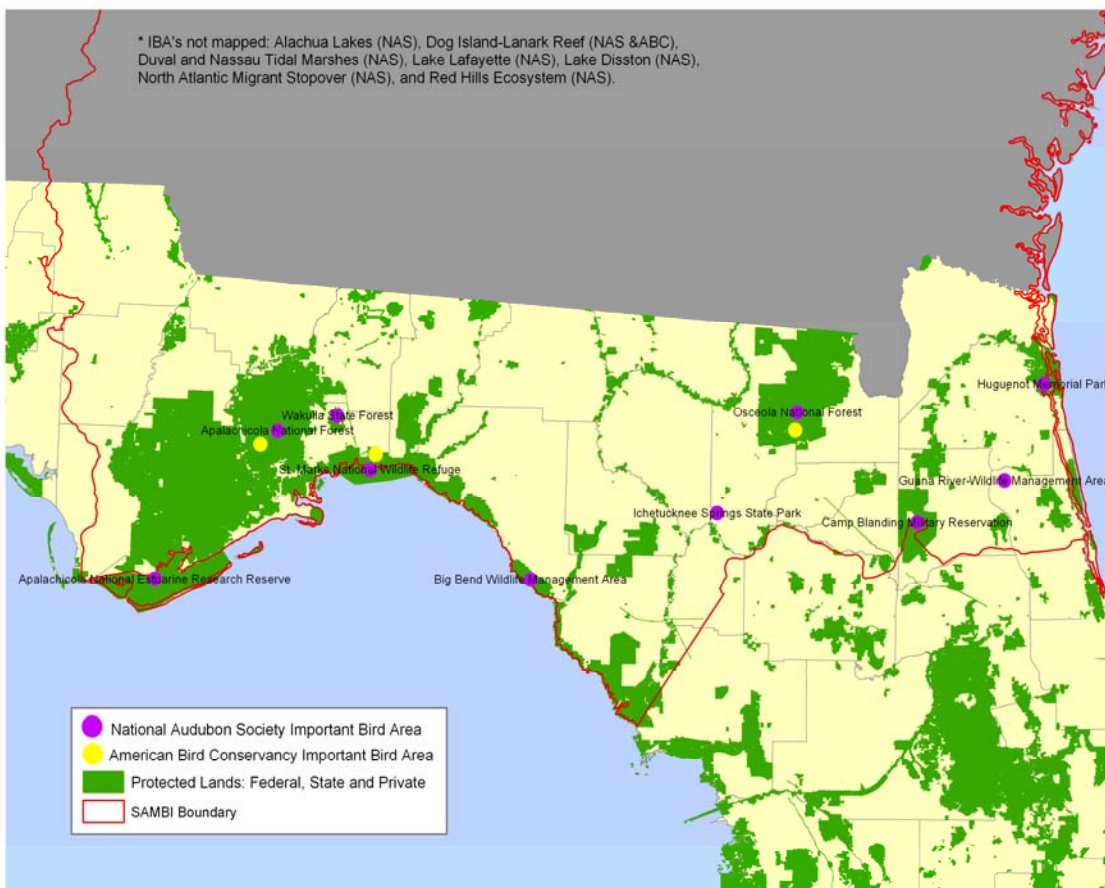 * IBA's not mapped: Alachua Lakes (NAS), Dog Island-Lanark Reef (NAS &ABC),
Duval and Nassau Tidal Marshes (NAS), Lake Lafayette (NAS), Lake Disston (NAS),
North Atlantic Migrant Stopover (NAS), and Red Hills Ecosystem (NAS).
Huguenot Memorial Park
Wakulla State Forest
Osceola National Forest
Apalachicola National Forest
St. Marks National Wildlife Refuge
Guana River-Wildlife Management Area
Ichetucknee Springs State Park
Camp Blanding Military Reservation
Apalachicola National Estuarine Research Reserve
Big Bend Wildlife Management Area
National Audubon Society Important Bird Area
American Bird Conservancy Important Bird Area
Protected Lands: Federal, State and Private
SAMBI Boundary